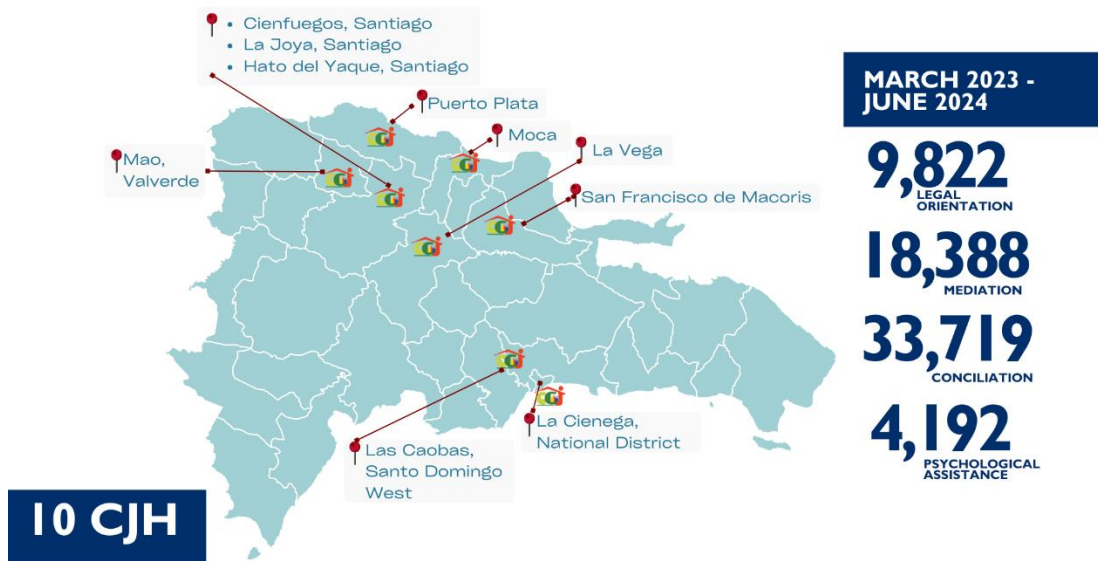 • Cienfuegos, Santiago
• La Joya, Santiago
• Hato del Yaque, Santiago
Puerto Plata
Moca
La Vega
Mao,
Valverde
San Francisco de Macoris
La Cienega,
National District
Las Caobas,
Santo Domingo
West
10 CJH
MARCH 2023 -
JUNE 2024
9,822
LEGAL
ORIENTATION
18,388
MEDIATION
33,719
CONCILIATION
4,192
PSYCHOLOGICAL
ASSISTANCE